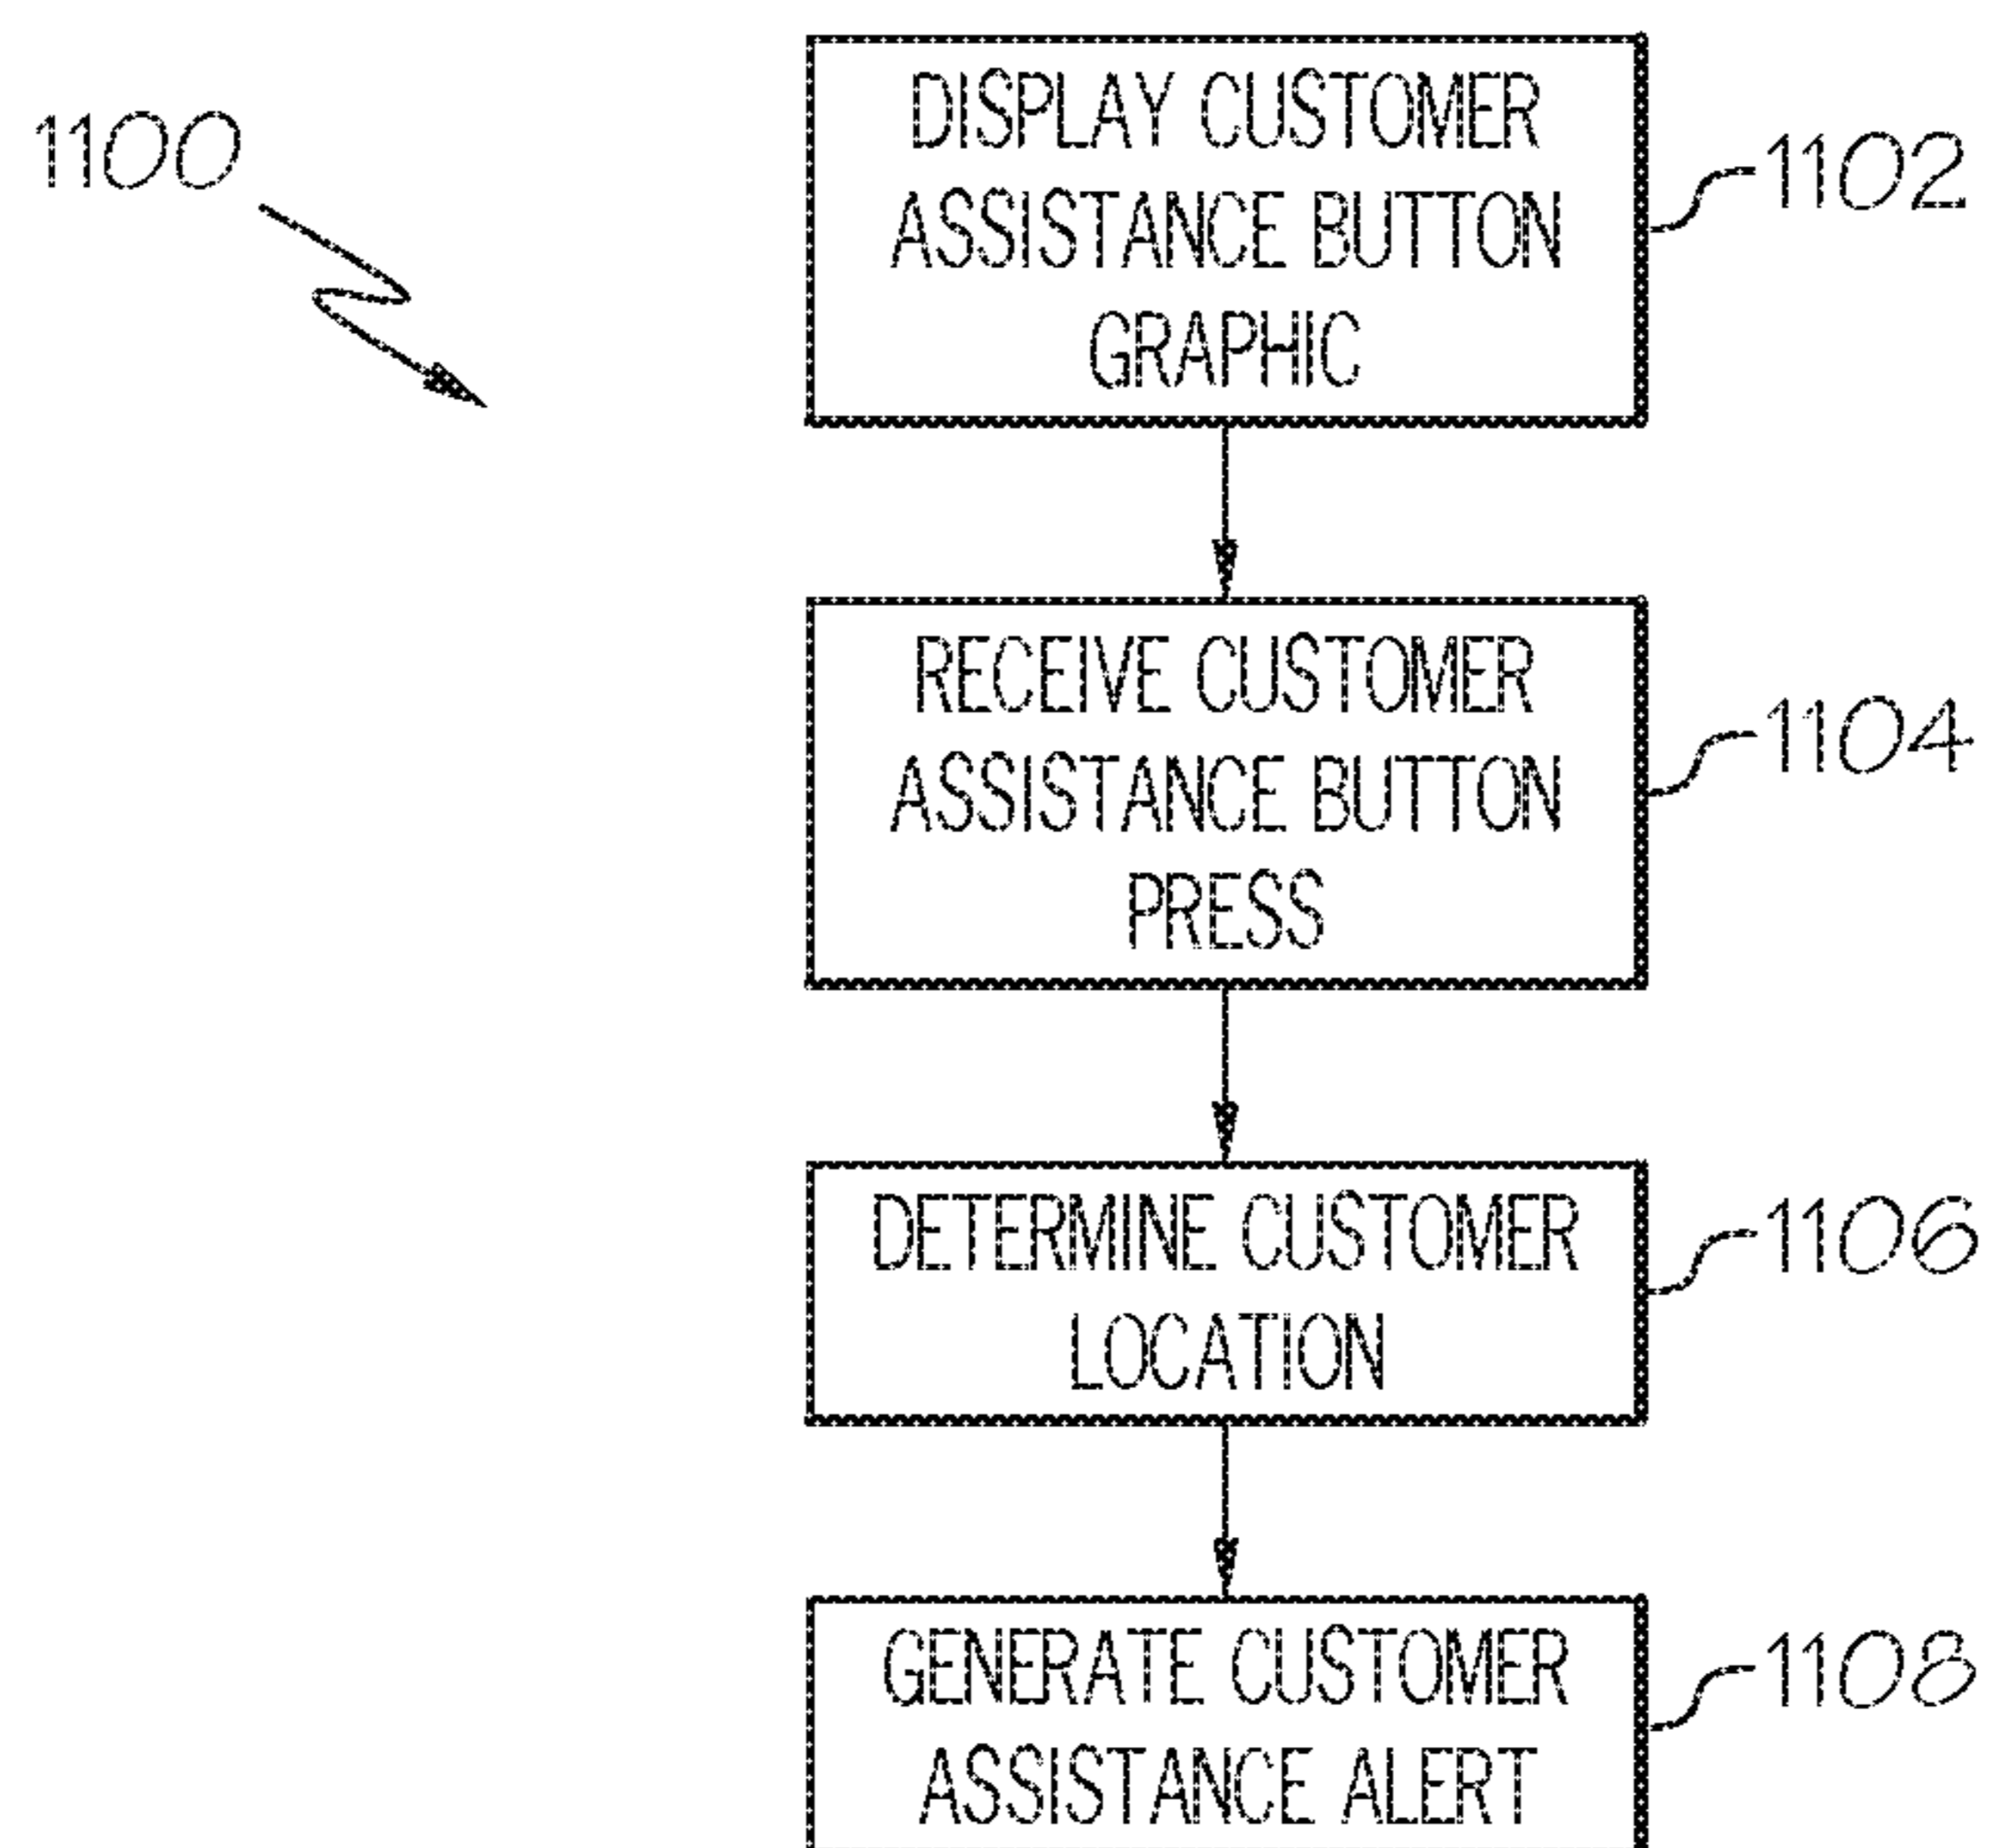 1100
DISPLAY CUSTOMER
ASSISTANCE BUTTON
GRAPHIC
1102
RECEIVE CUSTOMER
ASSISTANCE BUTTON
PRESS
1104
DETERMINE CUSTOMER
LOCATION
1106
GENERATE CUSTOMER
ASSISTANCE ALERT
1108